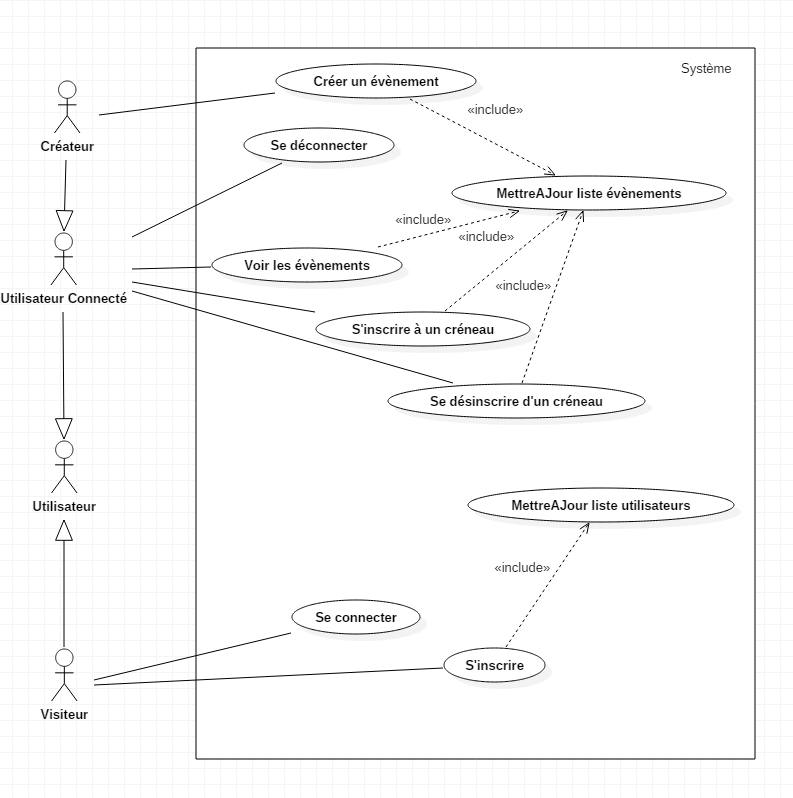 Système
Créer un évènement
«include»
Se déconnecter
Créateur
MettreAJour liste évènements
«include»
«include»
Voir les évènements
«include»
Utilisateur Connecté
S'inscrire à un créneau
Se désinscrire d'un créneau
Utilisateur
MettreAJour liste utilisateurs
«include»
Se connecter
S'inscrire
Visiteur